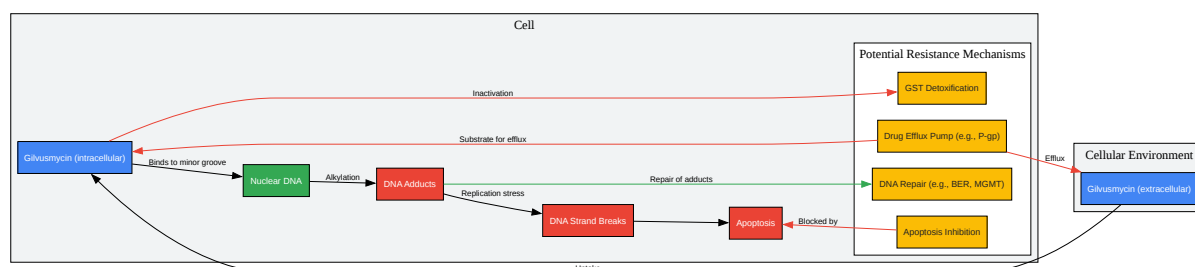 Cell
Potential Resistance Mechanisms
GST Detoxification
Inactivation
Drug Efflux Pump (e.g., P-gp)
Substrate for efflux
Efflux
Cellular Environment
Gilvusmycin (intracellular)
Binds to minor groove
Nuclear DNA
Alkylation
DNA Adducts
Repair of adducts
DNA Repair (e.g., BER, MGMT)
Gilvusmycin (extracellular)
Replication stress
DNA Strand Breaks
Apoptosis
Blocked by
Apoptosis Inhibition